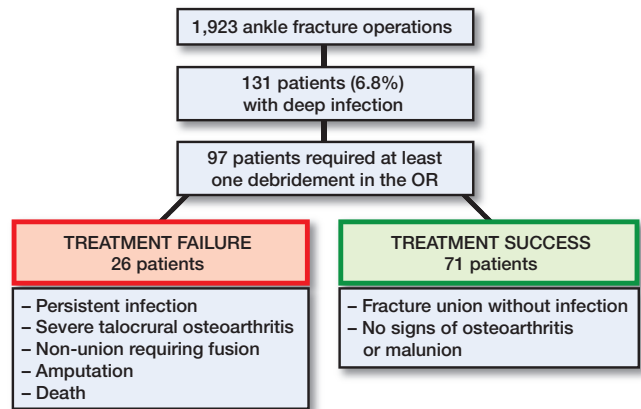 1,923 ankle fracture operations
131 patients (6.8%)
with deep infection
97 patients required at least
one debridement in the OR
TREATMENT FAILURE
26 patients
– Persistent infection
– Severe talocrural osteoarthritis
– Non-union requiring fusion
– Amputation
– Death
TREATMENT SUCCESS
71 patients
– Fracture union without infection
– No signs of osteoarthritis
or malunion